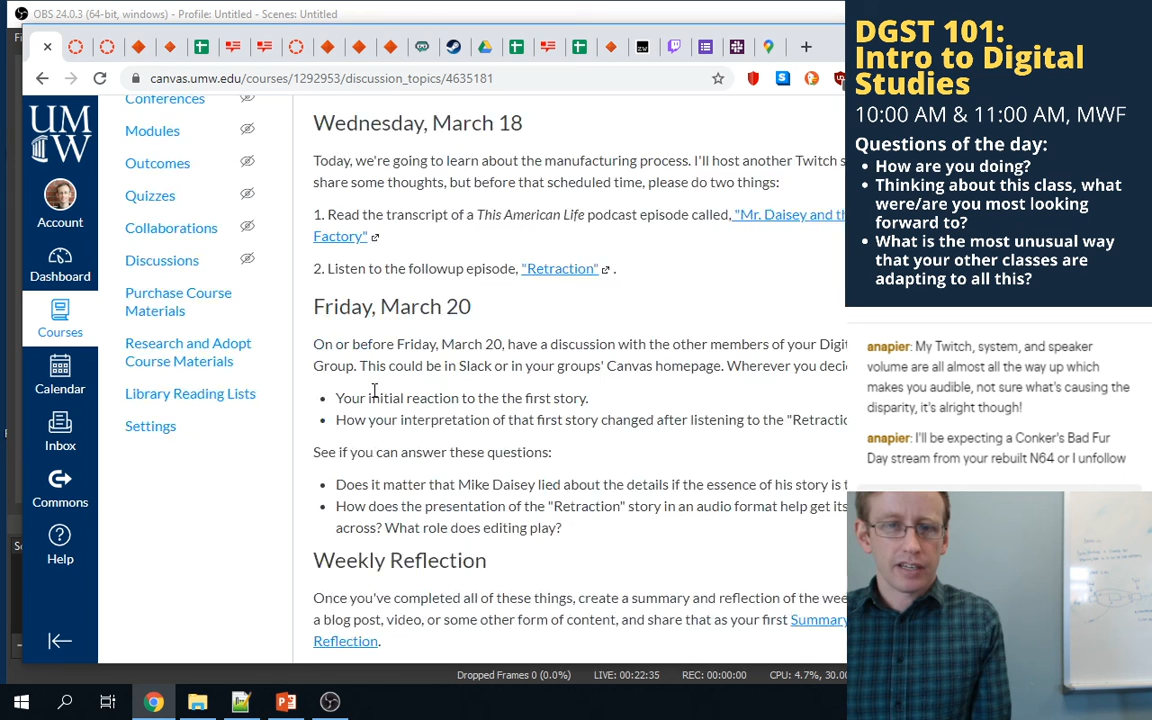 OBS 24.0.3 (64-bit, windows) - Profile: Untitled - Scenes: Untitled
canvas.umw.edu/courses/1292953/discussion_topics/4635181
UMW
Account
Dashboard
Courses
Calendar
Inbox
Commons
Help
Conferences
Modules
Outcomes
Quizzes
Collaborations
Discussions
Purchase Course
Materials
Research and Adopt
Course Materials
Library Reading Lists
Settings
Wednesday, March 18
Today, we're going to learn about the manufacturing process. I'll host another Twitch s
share some thoughts, but before that scheduled time, please do two things:
1. Read the transcript of a This American Life podcast episode called, "Mr. Daisey and th
Factory"
2. Listen to the followup episode, "Retraction" .
Friday, March 20
On or before Friday, March 20, have a discussion with the other members of your Digit
Group. This could be in Slack or in your groups' Canvas homepage. Wherever you decid
• Your initial reaction to the the first story.
• How your interpretation of that first story changed after listening to the "Retractio
See if you can answer these questions:
• Does it matter that Mike Daisey lied about the details if the essence of his story is t
• How does the presentation of the "Retraction" story in an audio format help get its
across? What role does editing play?
Weekly Reflection
Once you've completed all of these things, create a summary and reflection of the wee
a blog post, video, or some other form of content, and share that as your first Summary
Reflection.
Dropped Frames 0 (0.0%) LIVE: 00:22:35 REC: 00:00:00 CPU: 4.7%, 30.00
DGST 101:
Intro to Digital
Studies
10:00 AM & 11:00 AM, MWF
Questions of the day:
• How are you doing?
• Thinking about this class, what
were/are you most looking
forward to?
• What is the most unusual way
that your other classes are
adapting to all this?
anapier: My Twitch, system, and speaker
volume are all almost all the way up which
makes you audible, not sure what's causing the
disparity, it's alright though!
anapier: I'll be expecting a Conker's Bad Fur
Day stream from your rebuilt N64 or I unfollow